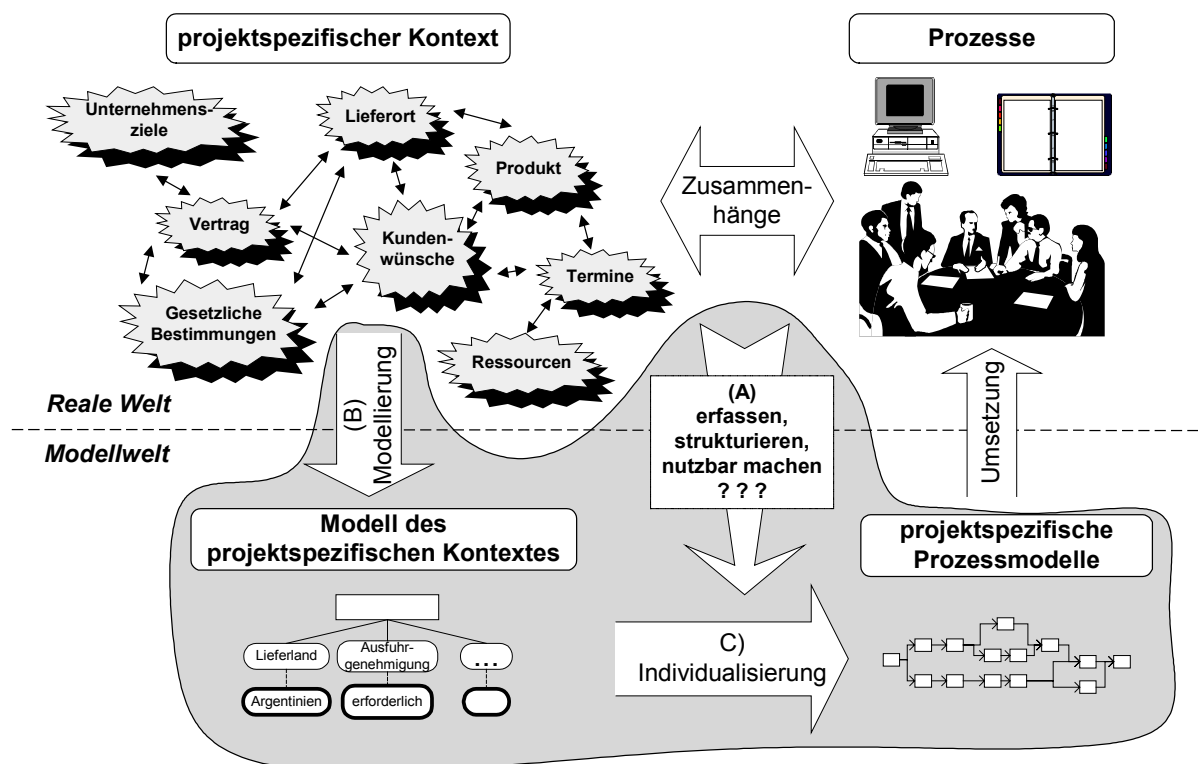 projektspezifischer Kontext
Prozesse
Unternehmens-
ziele
Lieferort
Produkt
Vertrag
Kunden-
wünsche
Termine
Gesetzliche
Bestimmungen
Ressourcen
Zusammen-
hänge
Reale Welt
Modellwelt
(B)
Modellierung
(A)
erfassen,
strukturieren,
nutzbar machen
? ? ?
Umsetzung
Modell des
projektspezifischen Kontextes
projektspezifische
Prozessmodelle
Lieferland
Ausfuhr-
genehmigung
...
Argentinien
erforderlich
C)
Individualisierung